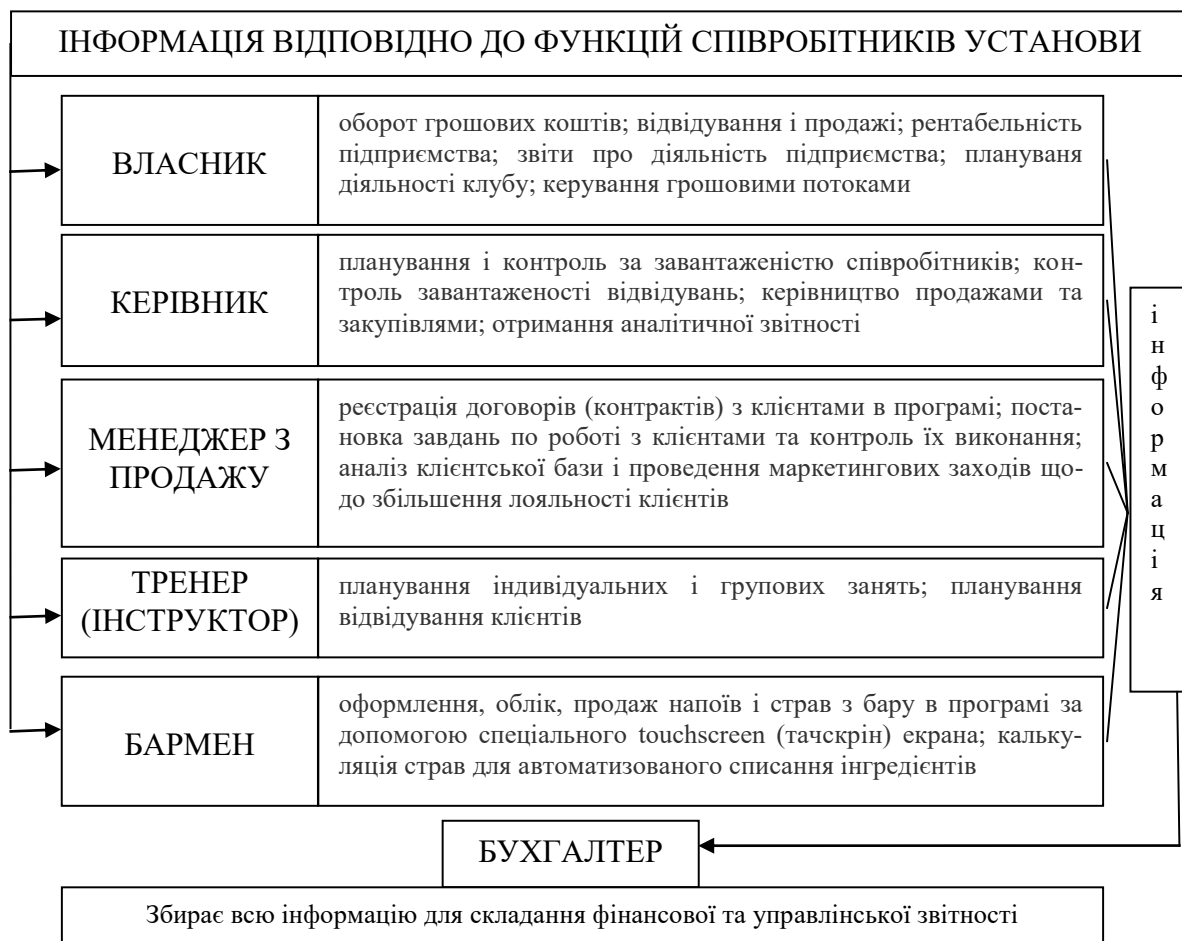 ІНФОРМАЦІЯ ВІДПОВІДНО ДО ФУНКЦІЙ СПІВРОБІТНИКІВ УСТАНОВИ
ВЛАСНИК
оборот грошових коштів; відвідування і продажі; рентабельність
підприємства; звіти про діяльність підприємства; плануваня
діяльності клубу; керування грошовими потоками
КЕРІВНИК
планування і контроль за завантаженістю співробітників; кон-
троль завантаженості відвідувань; керівництво продажами та
закупівлями; отримання аналітичної звітності
МЕНЕДЖЕР З
ПРОДАЖУ
реєстрація договорів (контрактів) з клієнтами в програмі; поста-
новка завдань по роботі з клієнтами та контроль їх виконання;
аналіз клієнтської бази і проведення маркетингових заходів що-
до збільшення лояльності клієнтів
ТРЕНЕР
(ІНСТРУКТОР)
планування індивідуальних і групових занять; планування
відвідування клієнтів
БАРМЕН
оформлення, облік, продаж напоїв і страв з бару в програмі за
допомогою спеціального touchscreen (тачскрін) екрана; кальку-
ляція страв для автоматизованого списання інгредієнтів
інформація
БУХГАЛТЕР
Збирає всю інформацію для складання фінансової та управлінської звітності